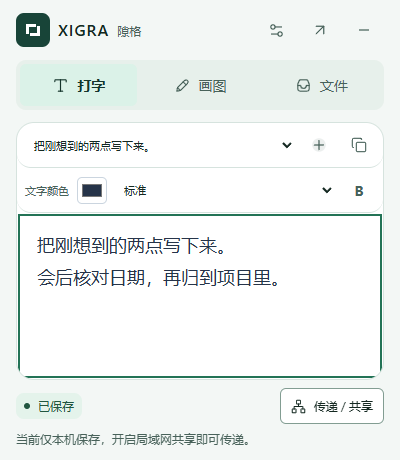 XIGRA 隙格
打字 画图 文件
把刚想到的两点写下来。
文字颜色 标准 B
把刚想到的两点写下来。
会后核对日期，再归到项目里。
已保存 传递 / 共享
当前仅本机保存，开启局域网共享即可传递。